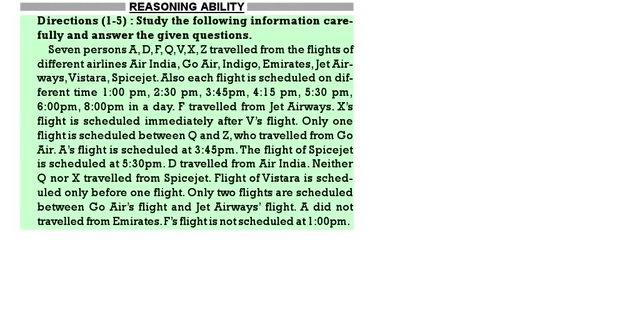 REASONING ABILITY
Directions (1-5) : Study the following information care-
fully and answer the given questions.
Seven persons A, D, F, Q, V, X, Z travelled from the flights of
different airlines Air India, Go Air, Indigo, Emirates, Jet Air-
ways, Vistara, Spicejet. Also each flight is scheduled on dif-
ferent time 1:00 pm, 2:30 pm, 3:45pm, 4:15 pm, 5:30 pm,
6:00pm, 8:00pm in a day. F travelled from Jet Airways. X's
flight is scheduled immediately after V's flight. Only one
flight is scheduled between Q and Z, who travelled from Go
Air. A's flight is scheduled at 3:45pm. The flight of Spicejet
is scheduled at 5:30pm. D travelled from Air India. Neither
Q nor X travelled from Spicejet. Flight of Vistara is sched-
uled only before one flight. Only two flights are scheduled
between Go Air's flight and Jet Airways' flight. A did not
travelled from Emirates. F's flight is not scheduled at 1:00pm.